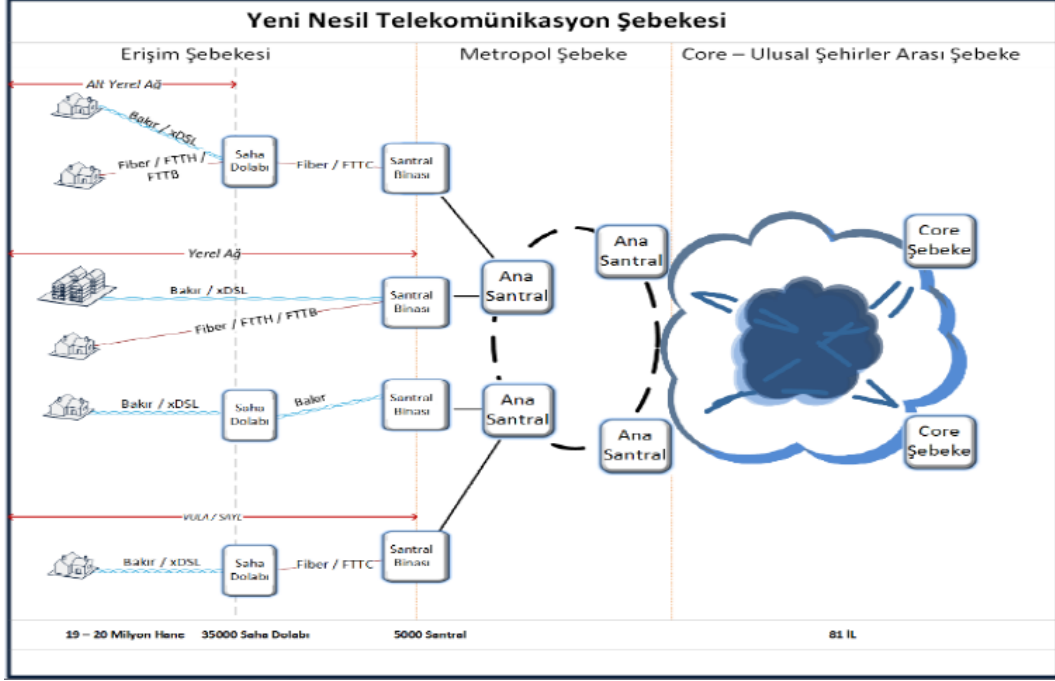 Yeni Nesil Telekomünikasyon Şebekesi
Erişim Şebekesi
Metropol Şebeke
Core – Ulusal Şehirler Arası Şebeke
Alt Yerel Ağ
Bakır / xDSL
Fiber / FTTH /
FTTB
Saha
Dolabı
Fiber / FTTC
Santral
Binası
Yerel Ağ
Bakır / xDSL
Fiber / FTTH / FTTB
Santral
Binası
Ana
Santral
Ana
Santral
Core
Şebeke
Bakır / xDSL
Saha
Dolabı
Bakır
Santral
Binası
Ana
Santral
Ana
Santral
Core
Şebeke
VULA / SAYE
Bakır / xDSL
Saha
Dolabı
Fiber / FTTC
Santral
Binası
19 – 20 Milyon Hane
35000 Saha Dolabı
5000 Santral
81 İL